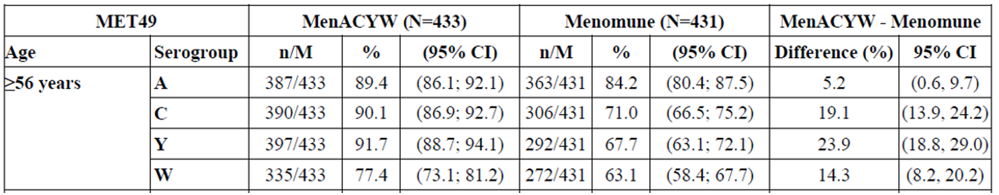 MET49 MenACYW (N=433) Menomune (N=431) MenACYW - Menomune
Age Serogroup n/M % (95% CI) n/M % (95% CI) Difference (%) 95% CI
≥56 years A 387/433 89.4 (86.1; 92.1) 363/431 84.2 (80.4; 87.5) 5.2 (0.6, 9.7)
C 390/433 90.1 (86.9; 92.7) 306/431 71.0 (66.5; 75.2) 19.1 (13.9, 24.2)
Y 397/433 91.7 (88.7; 94.1) 292/431 67.7 (63.1; 72.1) 23.9 (18.8, 29.0)
W 335/433 77.4 (73.1; 81.2) 272/431 63.1 (58.4; 67.7) 14.3 (8.2, 20.2)